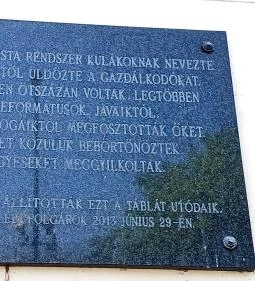 STA RENDSZER KULÁKOKNAK NEVEZTE
TÓL ÜLDÖZTE A GAZDÁLKODÓKAT.
EN ÖTSZÁZAN VOLTAK, LEGTÖBBEN
EFORMÁTUSOK. JAVAIKTÓL,
OGAIKTÓL MEGFOSZTOTTÁK ŐKET.
ET KÖZÜLÜK BEBÖRTÖNÖZTEK
GYESEKET MEGGYILKOLTAK.
ÁLLÍTOTTÁK EZT A TÁBLÁT UTÓDAIK,
POLGÁROK 2013 JÚNIUS 29-ÉN.